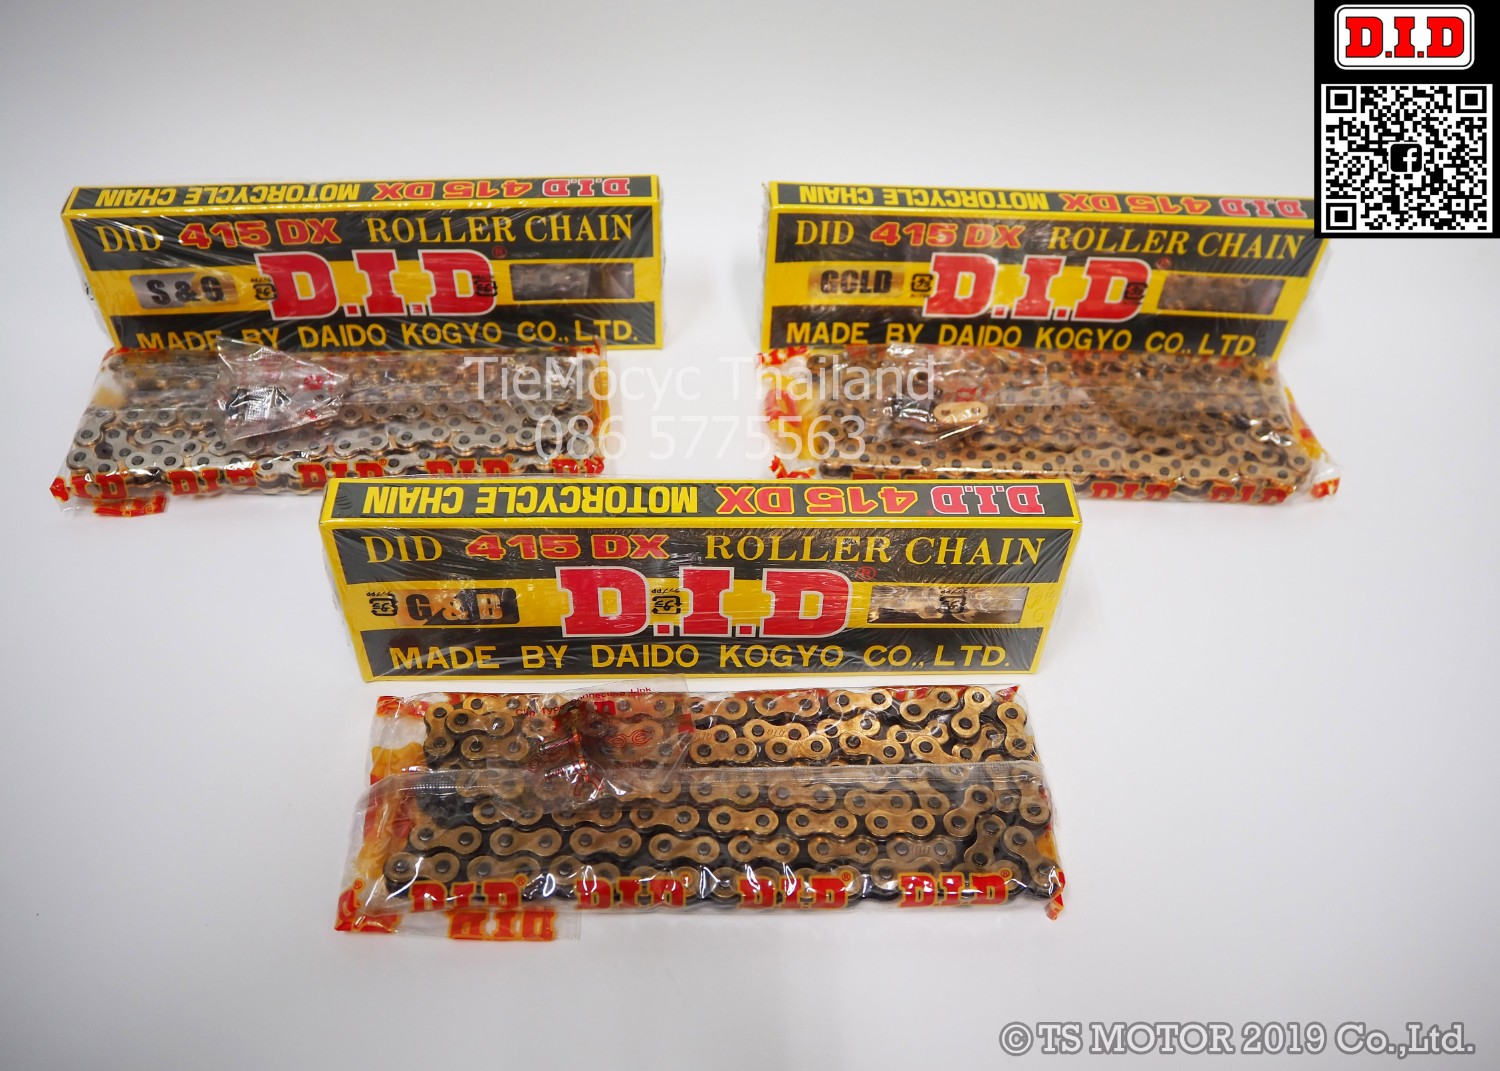 D.I.D
D.I.D 415 DX MOTORCYCLE CHAIN
DID 415 DX ROLLER CHAIN
S & G D.I.D®
MADE BY DAIDO KOGYO CO., LTD.
D.I.D
D.I.D 415 DX MOTORCYCLE CHAIN
DID 415 DX ROLLER CHAIN
GOLD D.I.D®
MADE BY DAIDO KOGYO CO., LTD.
D.I.D
TieMocyc Thailand
086 5775563
D.I.D 415 DX MOTORCYCLE CHAIN
DID 415 DX ROLLER CHAIN
G & B D.I.D®
MADE BY DAIDO KOGYO CO., LTD.
D.I.D® D.I.D® D.I.D® D.I.D®
© TS MOTOR 2019 Co.,Ltd.